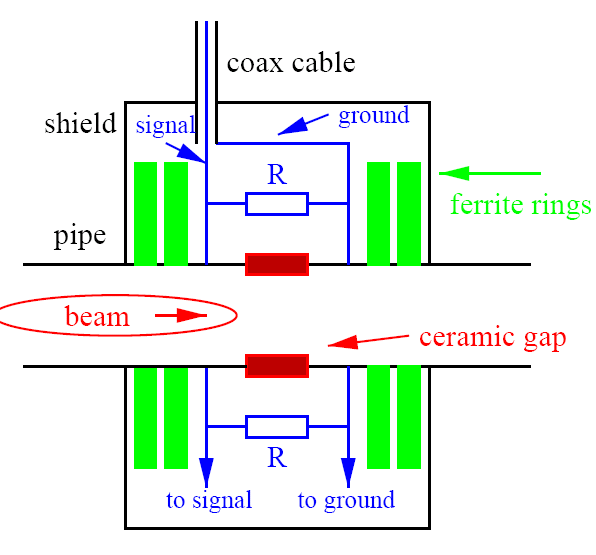 coax cable
shield
signal
ground
R
ferrite rings
pipe
beam
ceramic gap
R
to signal
to ground